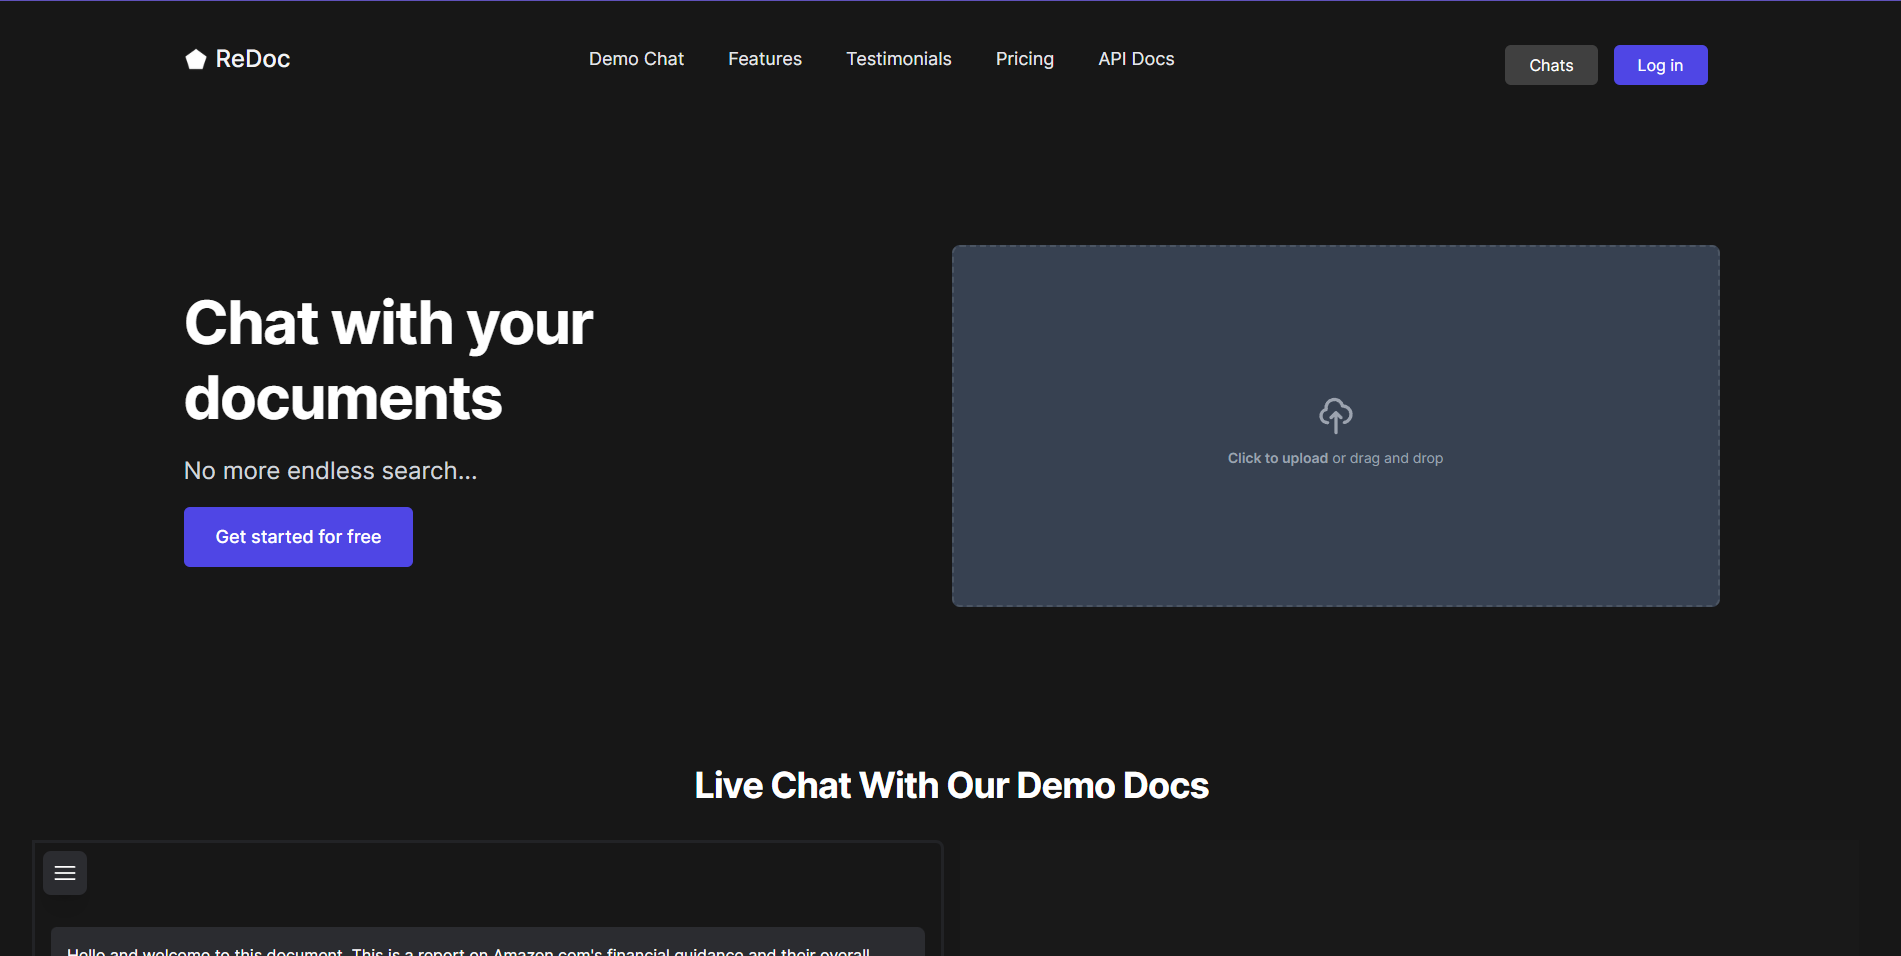 ReDoc
Demo Chat
Features
Testimonials
Pricing
API Docs
Chats
Log in
Chat with your
documents
No more endless search...
Get started for free
Click to upload or drag and drop
Live Chat With Our Demo Docs
Hello and welcome to this document. This is a report on Amazon.com's financial guidance and their overall